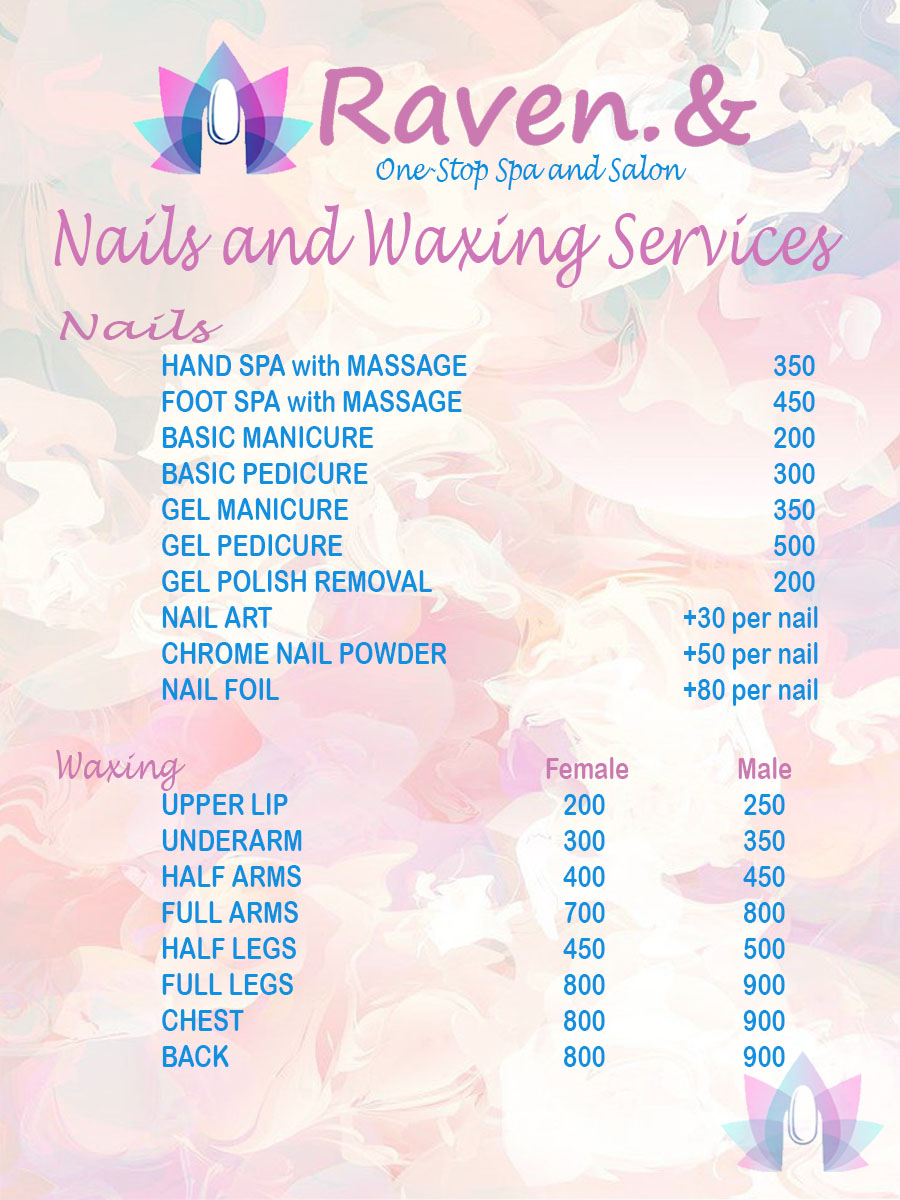 Raven.&
One-Stop Spa and Salon
Nails and Waxing Services
Nails
HAND SPA with MASSAGE 350
FOOT SPA with MASSAGE 450
BASIC MANICURE 200
BASIC PEDICURE 300
GEL MANICURE 350
GEL PEDICURE 500
GEL POLISH REMOVAL 200
NAIL ART +30 per nail
CHROME NAIL POWDER +50 per nail
NAIL FOIL +80 per nail
Waxing Female Male
UPPER LIP 200 250
UNDERARM 300 350
HALF ARMS 400 450
FULL ARMS 700 800
HALF LEGS 450 500
FULL LEGS 800 900
CHEST 800 900
BACK 800 900